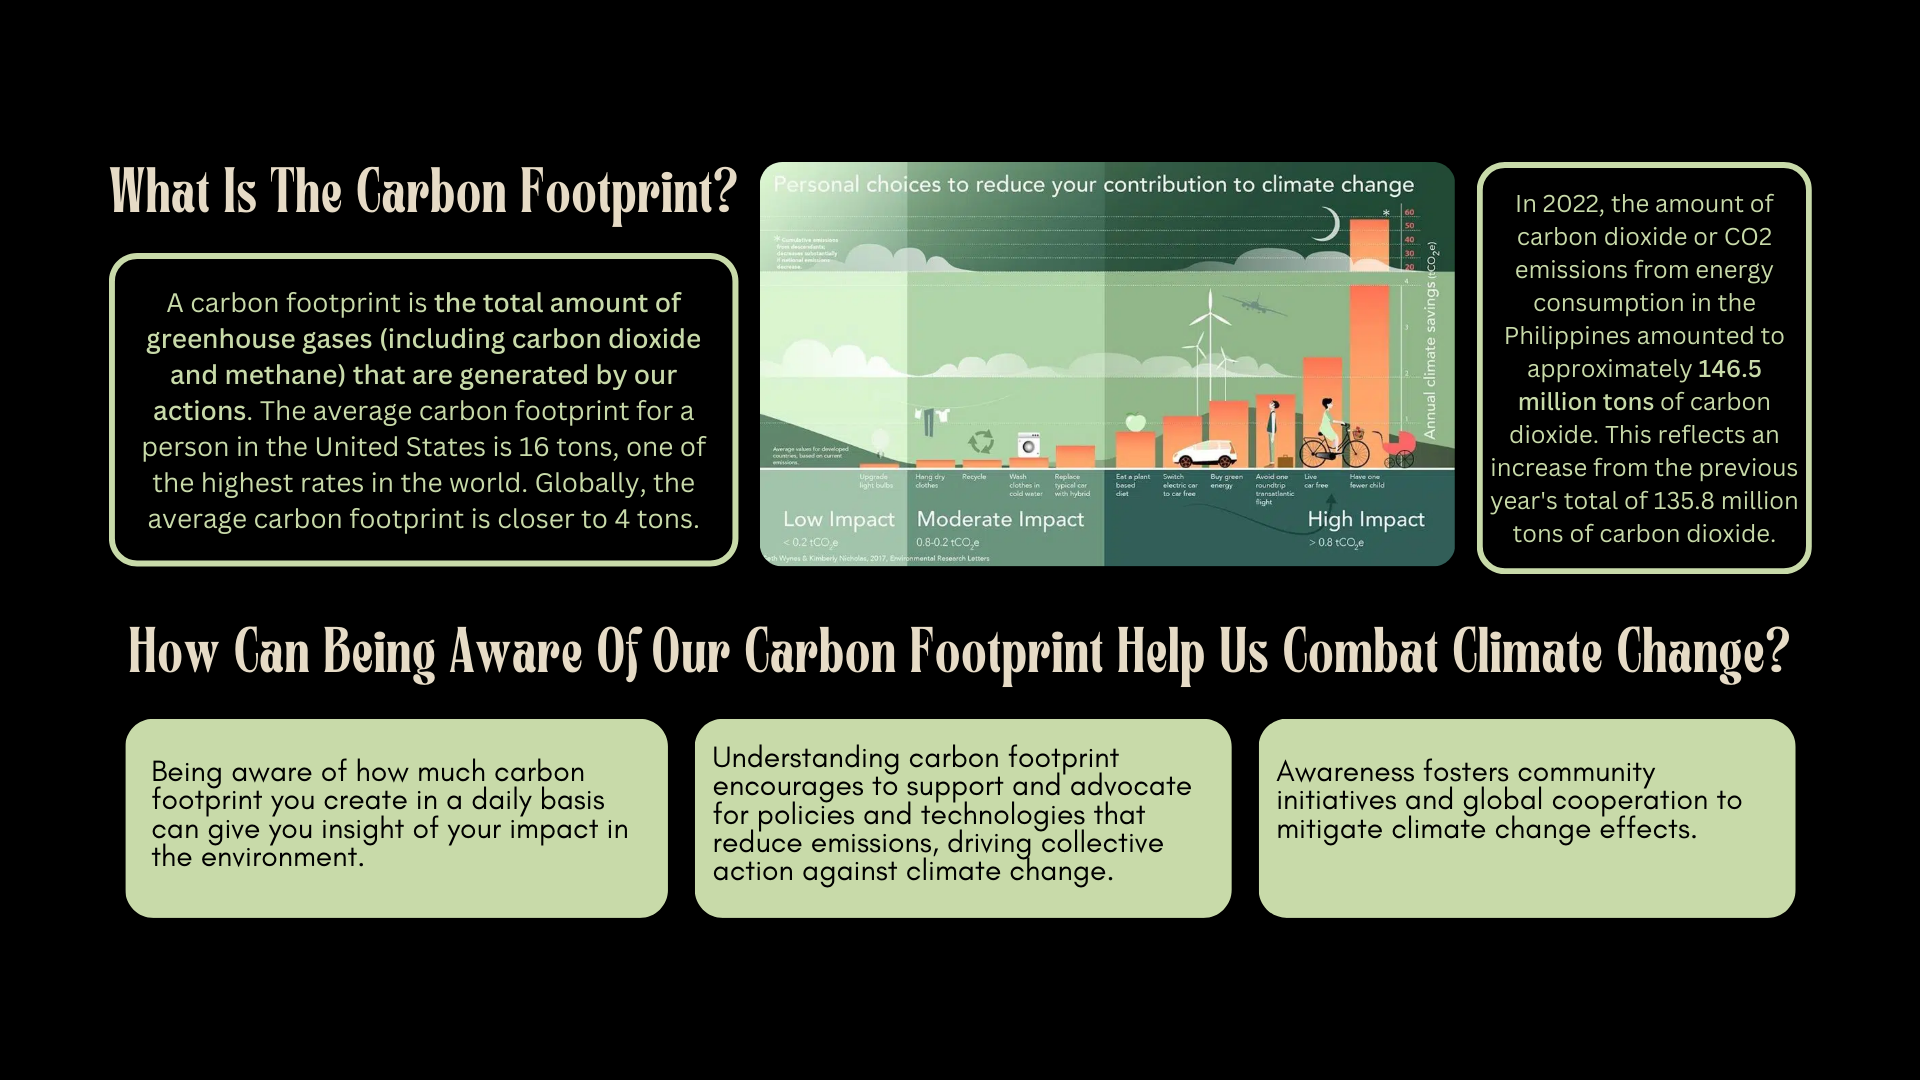 What Is The Carbon Footprint?
A carbon footprint is the total amount of
greenhouse gases (including carbon dioxide
and methane) that are generated by our
actions. The average carbon footprint for a
person in the United States is 16 tons, one of
the highest rates in the world. Globally, the
average carbon footprint is closer to 4 tons.
Personal choices to reduce your contribution to climate change
* Cumulative emissions
from descendants;
decreases substantially
if national emissions
decrease.
60
50
40
30
20
4
3
2
1
Annual climate savings (tCO2e)
Average values for developed
countries, based on current
emissions.
Upgrade
light bulbs
Hang dry
clothes
Recycle
Wash
clothes in
cold water
Replace
typical car
with hybrid
Eat a plant
based
diet
Switch
electric car
to car free
Buy green
energy
Avoid one
roundtrip
transatlantic
flight
Live
car free
Have one
fewer child
Low Impact
< 0.2 tCO2e
Moderate Impact
0.8-0.2 tCO2e
High Impact
> 0.8 tCO2e
Wynes & Kimberly Nicholas, 2017, Environmental Research Letters
In 2022, the amount of
carbon dioxide or CO2
emissions from energy
consumption in the
Philippines amounted to
approximately 146.5
million tons of carbon
dioxide. This reflects an
increase from the previous
year's total of 135.8 million
tons of carbon dioxide.
How Can Being Aware Of Our Carbon Footprint Help Us Combat Climate Change?
Being aware of how much carbon
footprint you create in a daily basis
can give you insight of your impact in
the environment.
Understanding carbon footprint
encourages to support and advocate
for policies and technologies that
reduce emissions, driving collective
action against climate change.
Awareness fosters community
initiatives and global cooperation to
mitigate climate change effects.